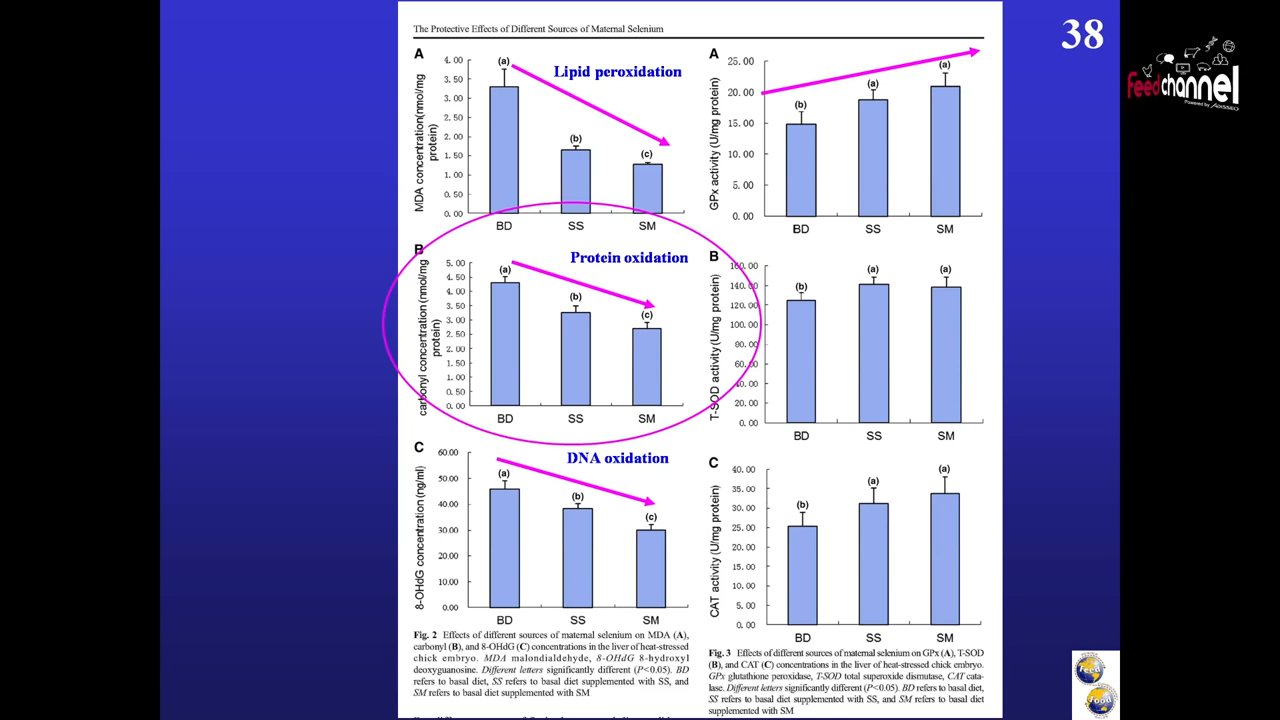 The Protective Effects of Different Sources of Maternal Selenium
38
feedchannel
Powered by ADISSEO
A
Lipid peroxidation
MDA concentration(nmol/mg
protein)
4.00
3.50
3.00
2.50
2.00
1.50
1.00
0.50
0.00
(a)
(b)
(c)
BD
SS
SM
B
Protein oxidation
carbonyl concentration(nmol/mg
protein)
5.00
4.50
4.00
3.50
3.00
2.50
2.00
1.50
1.00
0.50
0.00
(a)
(b)
(c)
BD
SS
SM
C
DNA oxidation
8-OHdG concentration (ng/ml)
60.00
50.00
40.00
30.00
20.00
10.00
0.00
(a)
(b)
(c)
BD
SS
SM
Fig. 2 Effects of different sources of maternal selenium on MDA (A),
carbonyl (B), and 8-OHdG (C) concentrations in the liver of heat-stressed
chick embryo. MDA malondialdehyde, 8-OHdG 8-hydroxyl
deoxyguanosine. Different letters significantly different (P<0.05). BD
refers to basal diet, SS refers to basal diet supplemented with SS, and
SM refers to basal diet supplemented with SM
A
GPx activity (U/mg protein)
25.00
20.00
15.00
10.00
5.00
0.00
(b)
(a)
(a)
BD
SS
SM
B
T-SOD activity (U/mg protein)
160.00
140.00
120.00
100.00
80.00
60.00
40.00
20.00
0.00
(b)
(a)
(a)
BD
SS
SM
C
CAT activity (U/mg protein)
40.00
35.00
30.00
25.00
20.00
15.00
10.00
5.00
0.00
(b)
(a)
(a)
BD
SS
SM
Fig. 3 Effects of different sources of maternal selenium on GPx (A), T-SOD
(B), and CAT (C) concentrations in the liver of heat-stressed chick embryo.
GPx glutathione peroxidase, T-SOD total superoxide dismutase, CAT cata-
lase. Different letters significantly different (P<0.05). BD refers to basal diet,
SS refers to basal diet supplemented with SS, and SM refers to basal diet
supplemented with SM
feed
food